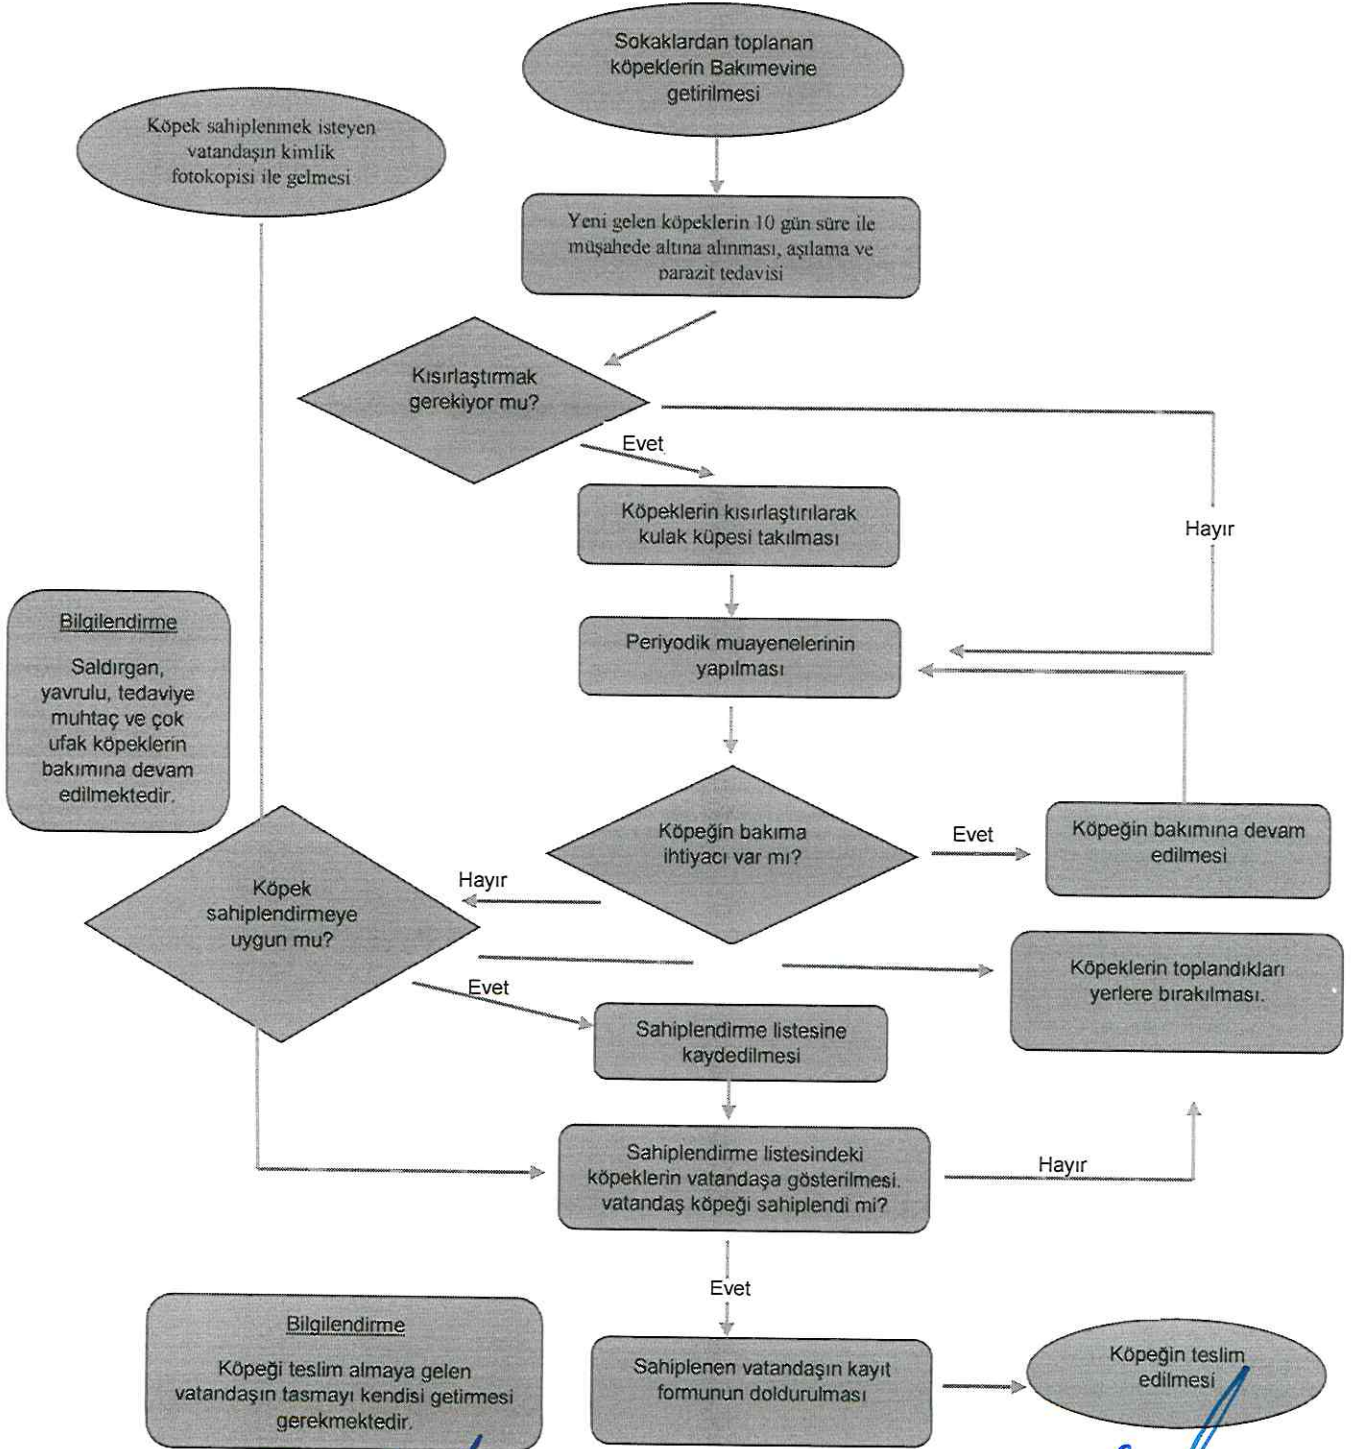 Sokaklardan toplanan
köpeklerin Bakımevine
getirilmesi
Köpek sahiplenmek isteyen
vatandaşın kimlik
fotokopisi ile gelmesi
Yeni gelen köpeklerin 10 gün süre ile
müşahede altına alınması, aşılama ve
parazit tedavisi
Kısırlaştırmak
gerekiyor mu?
Evet
Köpeklerin kısırlaştırılarak
kulak küpesi takılması
Hayır
Bilgilendirme
Saldırgan,
yavrulu, tedaviye
muhtaç ve çok
ufak köpeklerin
bakımına devam
edilmektedir.
Periyodik muayenelerinin
yapılması
Köpeğin bakıma
ihtiyacı var mı?
Evet
Köpeğin bakımına devam
edilmesi
Hayır
Köpek
sahiplendirmeye
uygun mu?
Köpeklerin toplandıkları
yerlere bırakılması.
Evet
Sahiplendirme listesine
kaydedilmesi
Sahiplendirme listesindeki
köpeklerin vatandaşa gösterilmesi.
vatandaş köpeği sahiplendi mi?
Hayır
Evet
Bilgilendirme
Köpeği teslim almaya gelen
vatandaşın tasmayı kendisi getirmesi
gerekmektedir.
Sahiplenen vatandaşın kayıt
formunun doldurulması
Köpeğin teslim
edilmesi